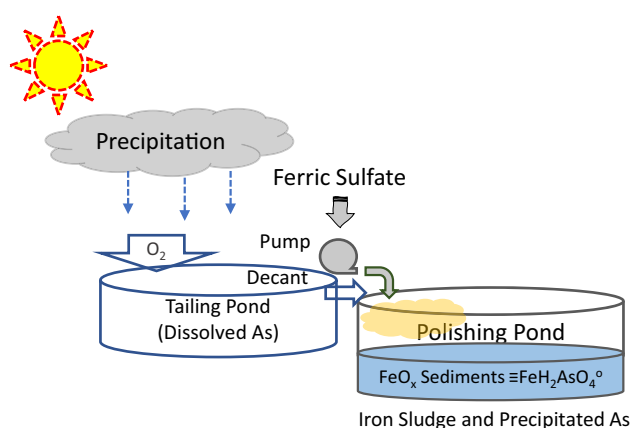 Precipitation
Ferric Sulfate
Pump
O₂
Decant
Tailing Pond
(Dissolved As)
Polishing Pond
FeOₓ Sediments ≡FeH₂AsO₄°
Iron Sludge and Precipitated As